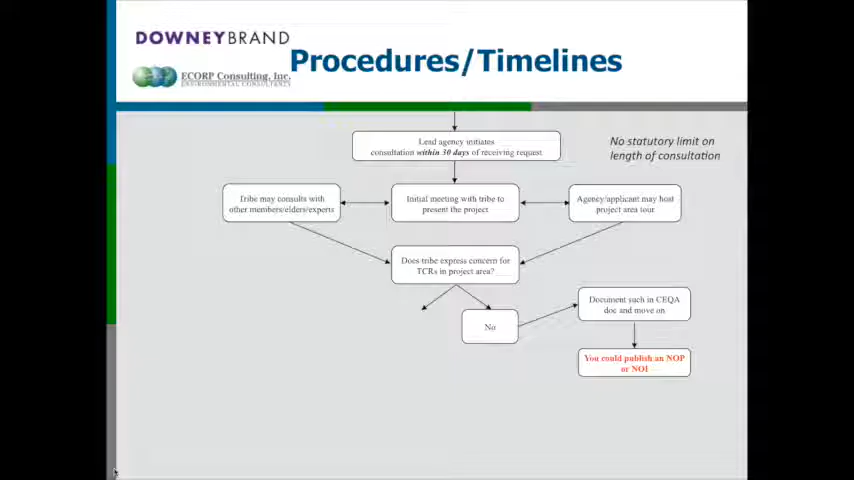 DOWNEYBRAND
ECORP Consulting, Inc.
ENVIRONMENTAL CONSULTANTS
Procedures/Timelines
Lead agency initiates
consultation within 30 days of receiving request
No statutory limit on
length of consultation
Tribe may consults with
other members/elders/experts
Initial meeting with tribe to
present the project
Agency/applicant may host
project area tour
Does tribe express concern for
TCRs in project area?
Document such in CEQA
doc and move on
No
You could publish an NOP
or NOI